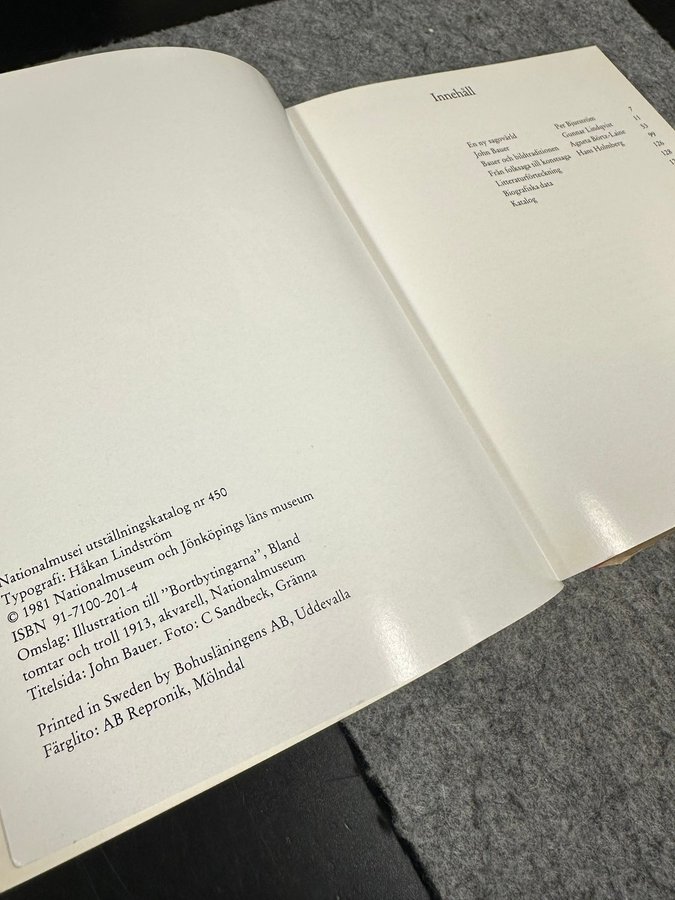 Nationalmusei utställningskatalog nr 450
Typografi: Håkan Lindström
© 1981 Nationalmuseum och Jönköpings läns museum
ISBN 91-7100-201-4
Omslag: Illustration till ”Bortbytingarna”, Bland
tomtar och troll 1913, akvarell, Nationalmuseum
Titelsida: John Bauer. Foto: C Sandbeck, Gränna
Printed in Sweden by Bohusläningens AB, Uddevalla
Färglito: AB Repronik, Mölndal
Innehåll
En ny sagovärld Per Bjurström 7
John Bauer Gunnar Lindqvist 11
Bauer och bildtraditionen Agneta Börtz-Laine 53
Från folksaga till konstsaga Hans Holmberg 99
Litteraturförteckning 126
Biografiska data 128
Katalog